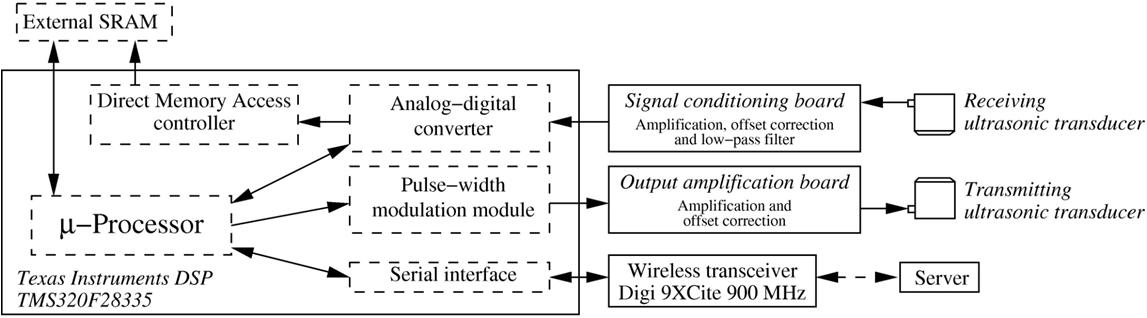 External SRAM
Direct Memory Access
controller
Analog−digital
converter
Signal conditioning board
Amplification, offset correction
and low−pass filter
Receiving
ultrasonic transducer
μ−Processor
Pulse−width
modulation module
Output amplification board
Amplification and
offset correction
Transmitting
ultrasonic transducer
Texas Instruments DSP
TMS320F28335
Serial interface
Wireless transceiver
Digi 9XCite 900 MHz
Server